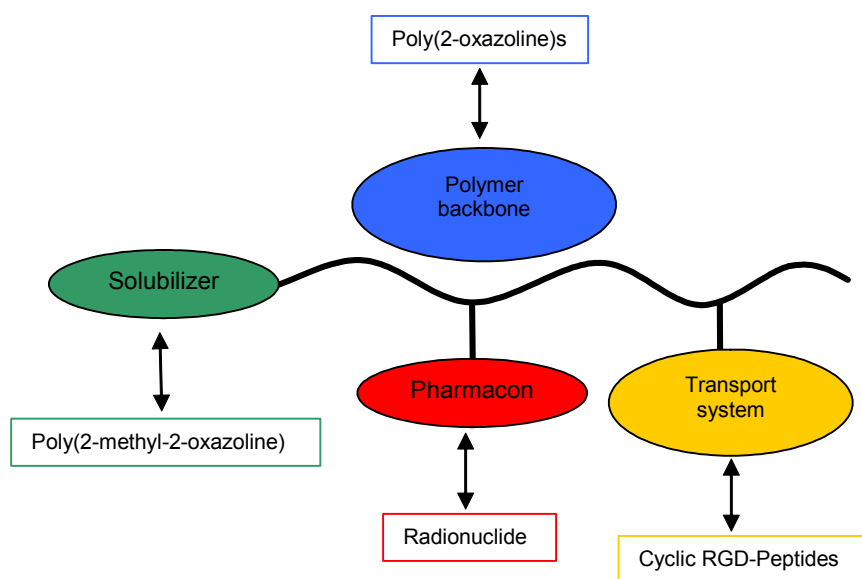 Poly(2-oxazoline)s
Polymer
backbone
Solubilizer
Pharmacon
Transport
system
Poly(2-methyl-2-oxazoline)
Radionuclide
Cyclic RGD-Peptides